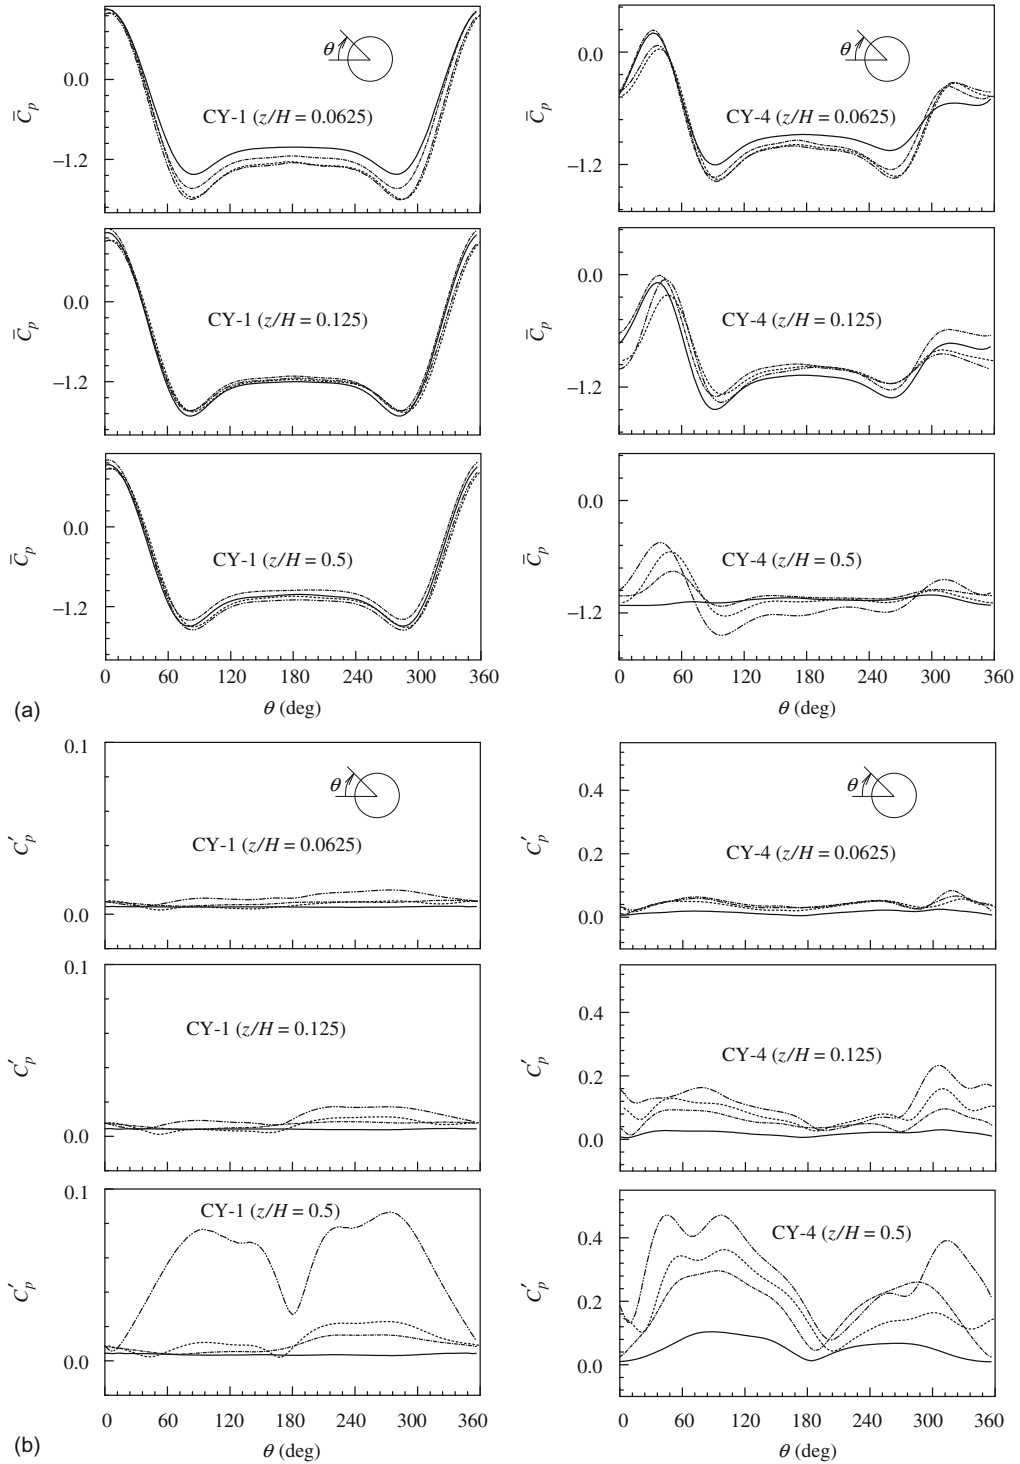 θ
θ
0.0
C̄p
CY-1 (z/H = 0.0625)
−1.2
0.0
C̄p
CY-4 (z/H = 0.0625)
−1.2
0.0
C̄p
CY-1 (z/H = 0.125)
−1.2
0.0
C̄p
CY-4 (z/H = 0.125)
−1.2
0.0
C̄p
CY-1 (z/H = 0.5)
−1.2
0 60 120 180 240 300 360
θ (deg)
0.0
C̄p
CY-4 (z/H = 0.5)
−1.2
0 60 120 180 240 300 360
θ (deg)
(a)
0.1
θ
C′p
CY-1 (z/H = 0.0625)
0.0
0.4
θ
C′p
CY-4 (z/H = 0.0625)
0.2
0.0
0.1
C′p
CY-1 (z/H = 0.125)
0.0
0.4
C′p
CY-4 (z/H = 0.125)
0.2
0.0
0.1
CY-1 (z/H = 0.5)
C′p
0.0
0 60 120 180 240 300 360
θ (deg)
0.4
CY-4 (z/H = 0.5)
C′p
0.2
0.0
0 60 120 180 240 300 360
θ (deg)
(b)